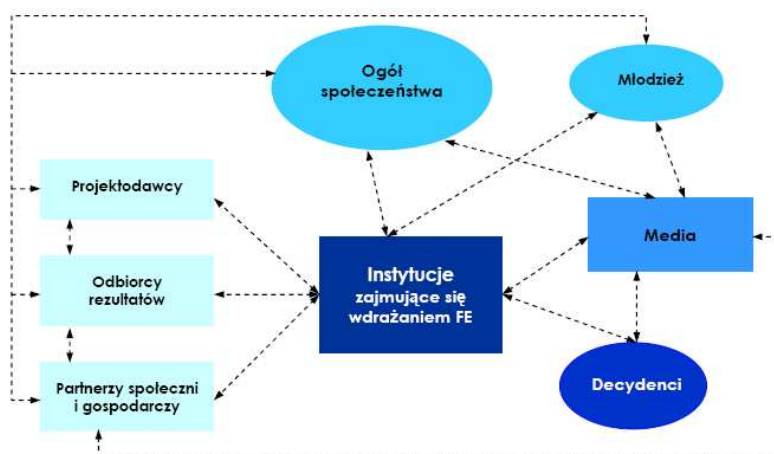 Ogół
społeczeństwa
Młodzież
Projektodawcy
Media
Instytucje
zajmujące się
wdrażaniem FE
Odbiorcy
rezultatów
Decydenci
Partnerzy społeczni
i gospodarczy